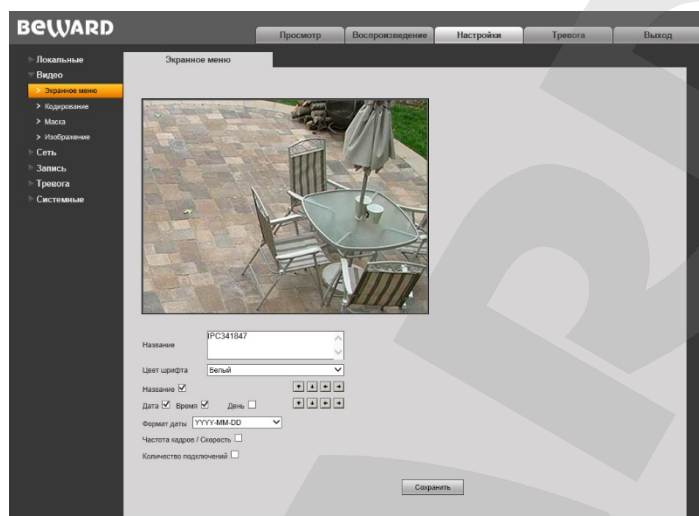 BEWARD
Просмотр Воспроизведение Настройки Тревога Выход
Локальные
Видео
Экранное меню
Кодирование
Маска
Изображение
Сеть
Запись
Тревога
Системные
Экранное меню
Название IPC341847
Цвет шрифта Белый
Название
Дата Время День
Формат даты YYYY-MM-DD
Частота кадров / Скорость
Количество подключений
Сохранить